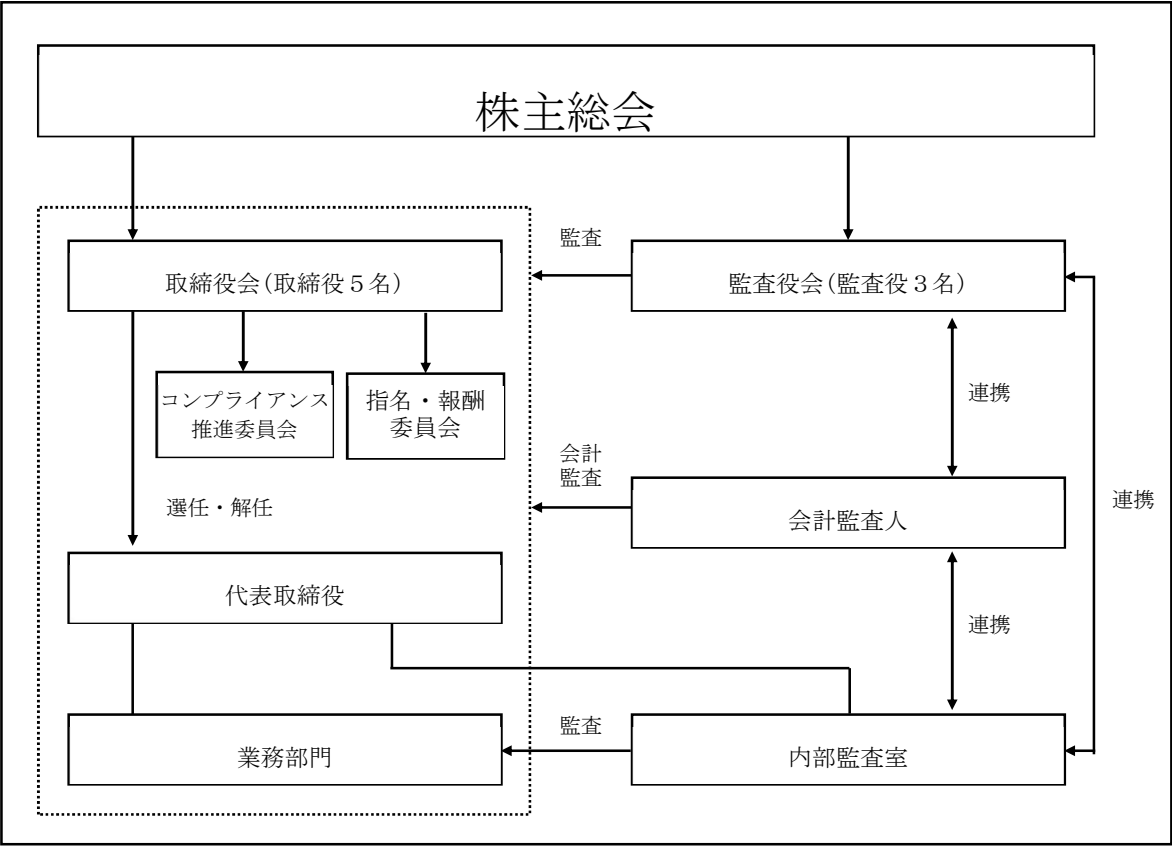 株主総会
監査
取締役会(取締役５名)
監査役会(監査役３名)
コンプライアンス
推進委員会
指名・報酬
委員会
連携
会計
監査
連携
選任・解任
会計監査人
代表取締役
連携
監査
業務部門
内部監査室